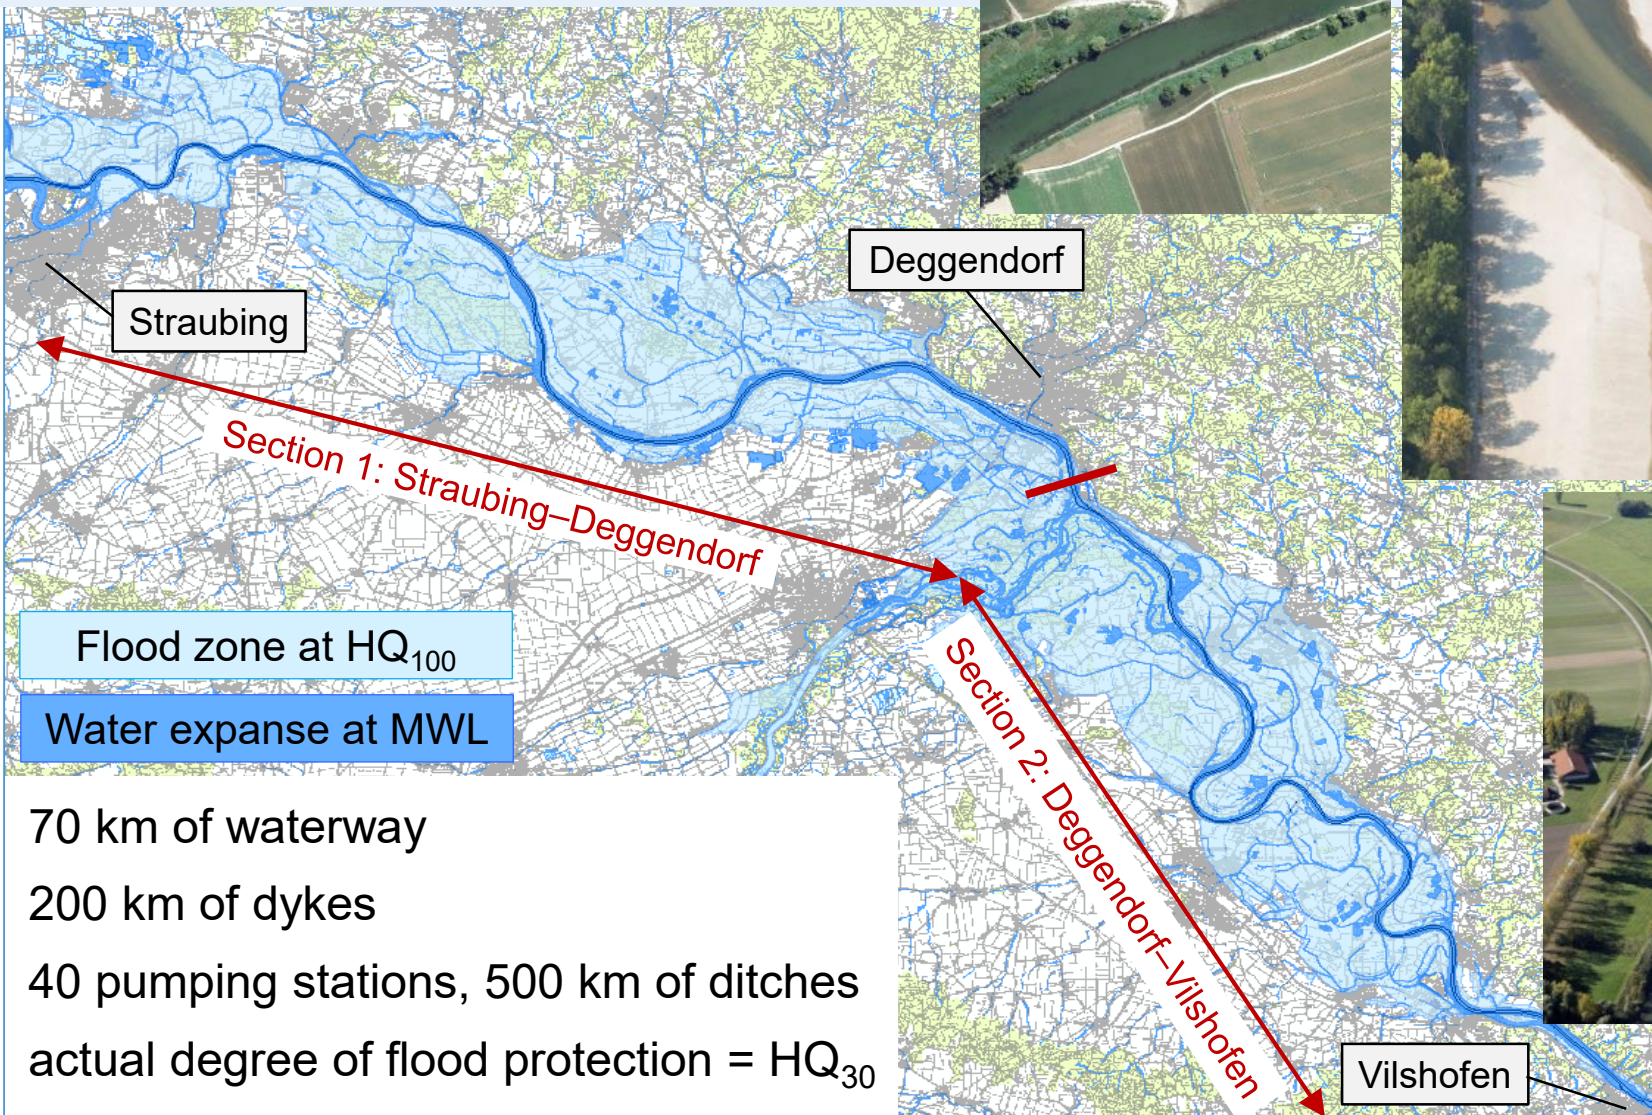 Deggendorf
Straubing
Section 1: Straubing–Deggendorf
Flood zone at HQ100
Water expanse at MWL
Section 2: Deggendorf–Vilshofen
70 km of waterway
200 km of dykes
40 pumping stations, 500 km of ditches
actual degree of flood protection = HQ30
Vilshofen